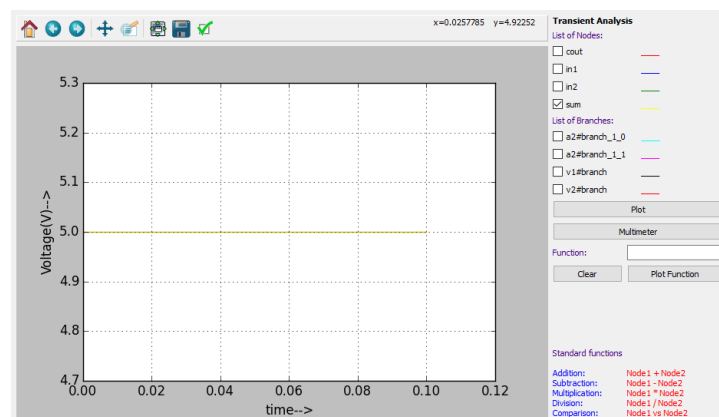 x=0.0257785 y=4.92252
Transient Analysis
List of Nodes:
cout
in1
in2
sum
List of Branches:
a2#branch_1_0
a2#branch_1_1
v1#branch
v2#branch
Plot
Multimeter
Function:
Clear
Plot Function
Standard functions
Addition: Node1 + Node2
Subtraction: Node1 - Node2
Multiplication: Node1 * Node2
Division: Node1 / Node2
Comparison: Node1 vs Node2
5.3
5.2
5.1
5.0
4.9
4.8
4.7
Voltage(V)-->
0.00 0.02 0.04 0.06 0.08 0.10 0.12
time-->